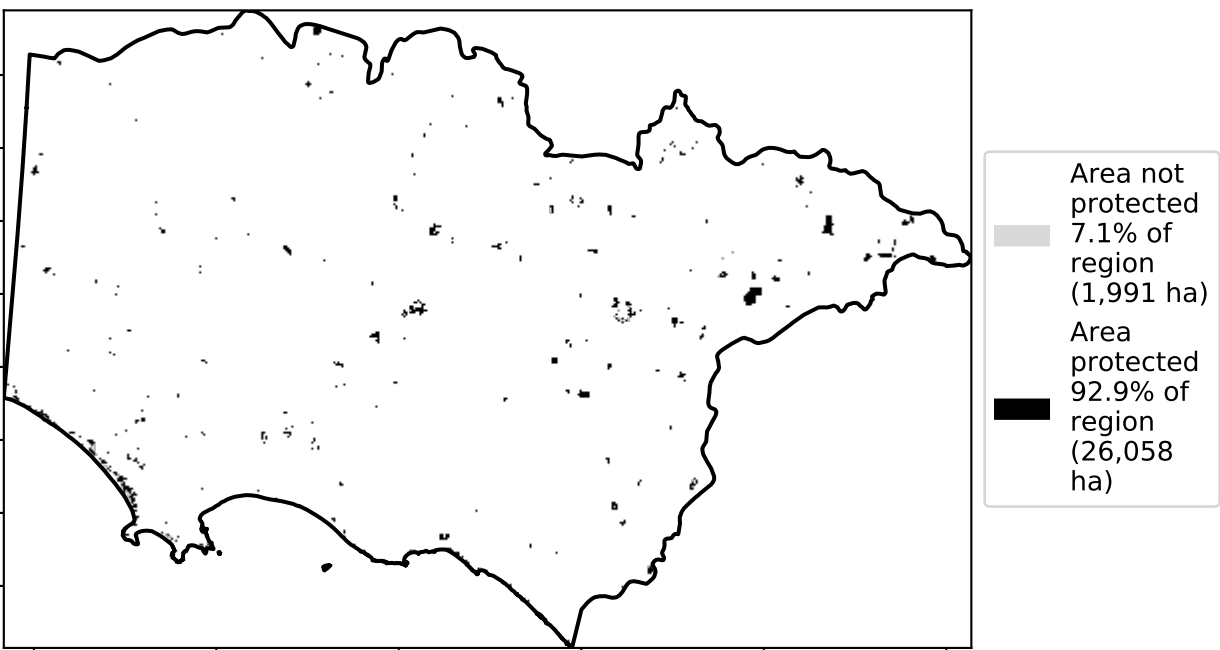 Area not
protected
7.1% of
region
(1,991 ha)
Area
protected
92.9% of
region
(26,058
ha)